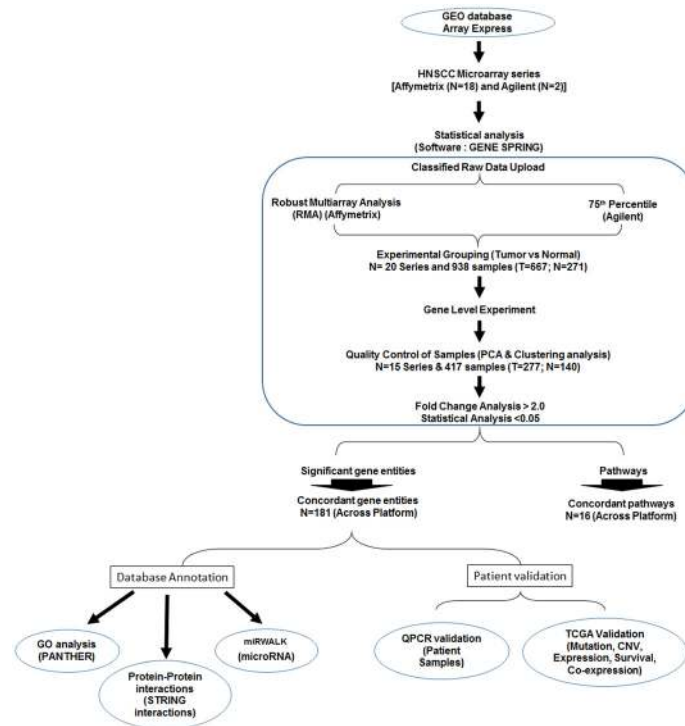 GEO database
Array Express
HNSCC Microarray series
[Affymetrix (N=18) and Agilent (N=2)]
Statistical analysis
(Software : GENE SPRING)
Classified Raw Data Upload
Robust Multiarray Analysis
(RMA) (Affymetrix)
75th Percentile
(Agilent)
Experimental Grouping (Tumor vs Normal)
N= 20 Series and 938 samples (T=667; N=271)
Gene Level Experiment
Quality Control of Samples (PCA & Clustering analysis)
N=15 Series & 417 samples (T=277; N=140)
Fold Change Analysis > 2.0
Statistical Analysis <0.05
Significant gene entities
Pathways
Concordant gene entities
N=181 (Across Platform)
Concordant pathways
N=16 (Across Platform)
Database Annotation
Patient validation
GO analysis
(PANTHER)
Protein-Protein
interactions
(STRING
interactions)
miRWALK
(microRNA)
QPCR validation
(Patient
Samples)
TCGA Validation
(Mutation, CNV,
Expression, Survival,
Co-expression)